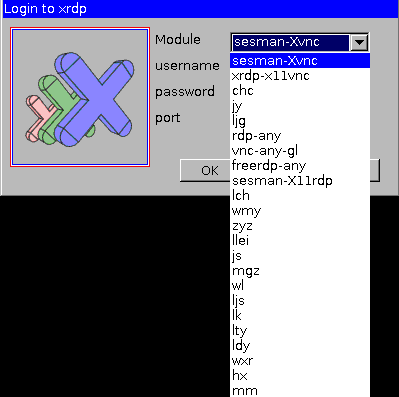 Login to xrdp
Module
sesman-Xvnc
username
password
port
OK
sesman-Xvnc
xrdp-x11vnc
chc
jy
ljg
rdp-any
vnc-any-gl
freerdp-any
sesman-X11rdp
lch
wmy
zyz
llei
js
mgz
wl
ljs
lk
lty
ldy
wxr
hx
mm